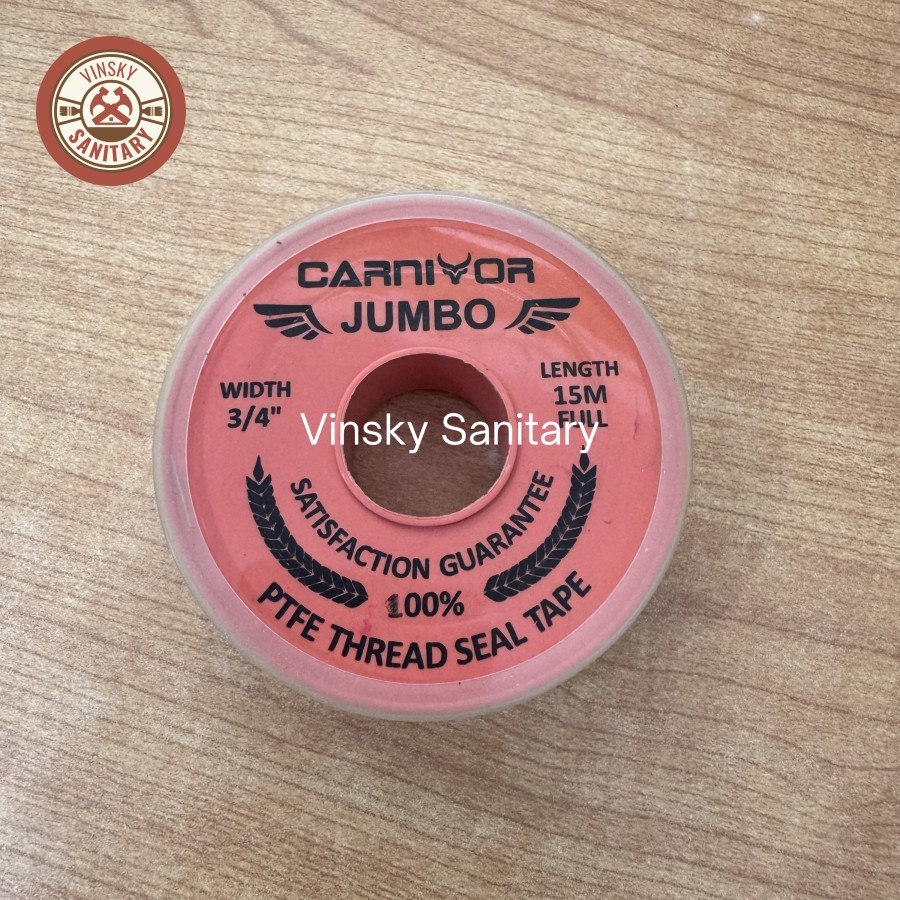 VINSKY
SANITARY
CARNIVOR
JUMBO
WIDTH
3/4"
LENGTH
15M
FULL
Vinsky Sanitary
SATISFACTION GUARANTEE
100%
PTFE THREAD SEAL TAPE